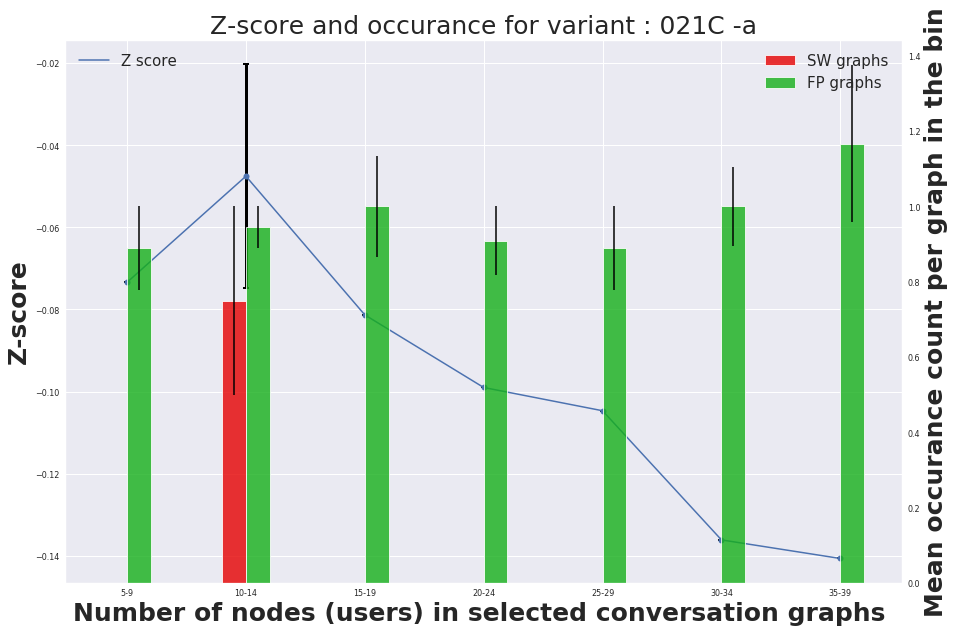 Z-score and occurance for variant : 021C -a
Z score
SW graphs
FP graphs
Z-score
−0.02
−0.04
−0.06
−0.08
−0.10
−0.12
−0.14
1.4
1.2
1.0
0.8
0.6
0.4
0.2
0.0
Mean occurance count per graph in the bin
5-9 10-14 15-19 20-24 25-29 30-34 35-39
Number of nodes (users) in selected conversation graphs